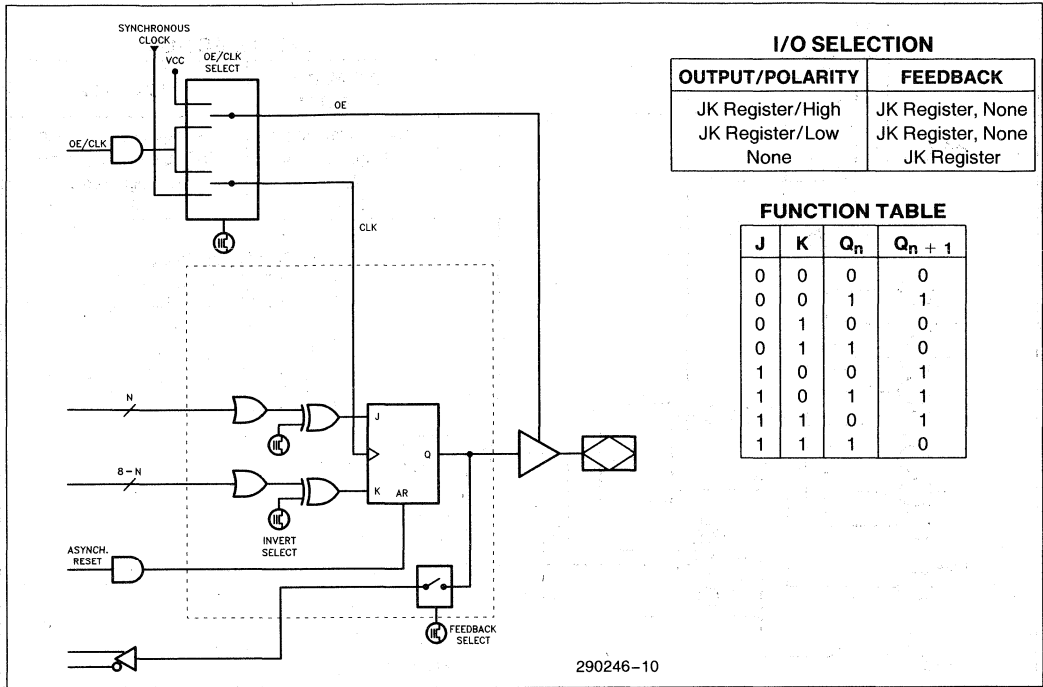 SYNCHRONOUS
CLOCK
VCC
OE/CLK
SELECT
OE
OE/CLK
CLK
N
J
Q
8-N
K
AR
INVERT
SELECT
ASYNCH.
RESET
FEEDBACK
SELECT
I/O SELECTION
OUTPUT/POLARITY FEEDBACK
JK Register/High JK Register, None
JK Register/Low JK Register, None
None JK Register
FUNCTION TABLE
J K Qn Qn + 1
0 0 0 0
0 0 1 1
0 1 0 0
0 1 1 0
1 0 0 1
1 0 1 1
1 1 0 1
1 1 1 0
290246-10